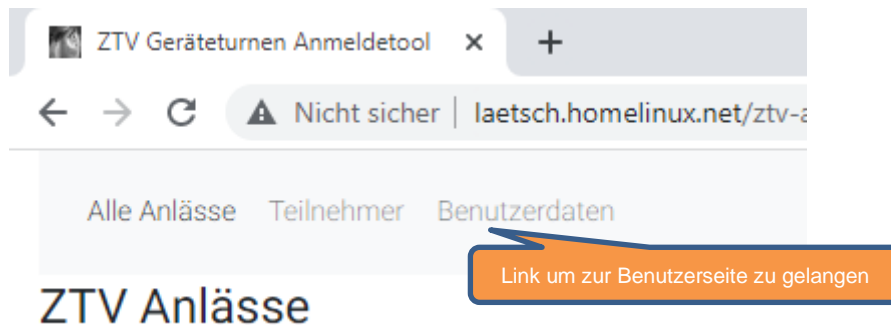 ZTV Geräteturnen Anmeldetool
Nicht sicher | laetsch.homelinux.net/ztv-a
Alle Anlässe Teilnehmer Benutzerdaten
Link um zur Benutzerseite zu gelangen
ZTV Anlässe